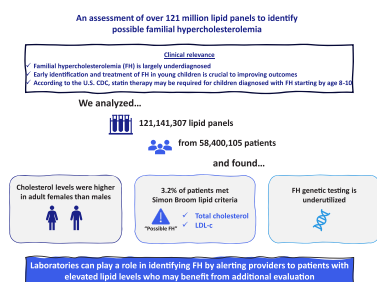 An assessment of over 121 million lipid panels to identify
possible familial hypercholesterolemia
Clinical relevance
✓ Familial hypercholesterolemia (FH) is largely underdiagnosed
✓ Early identification and treatment of FH in young children is crucial to improving outcomes
✓ According to the U.S. CDC, statin therapy may be required for children diagnosed with FH starting by age 8-10
We analyzed...
121,141,307 lipid panels
from 58,400,105 patients
and found...
Cholesterol levels were higher
in adult females than males
3.2% of patients met
Simon Broom lipid criteria
"Possible FH"
✓ Total cholesterol
✓ LDL-c
FH genetic testing is
underutilized
Laboratories can play a role in identifying FH by alerting providers to patients with
elevated lipid levels who may benefit from additional evaluation